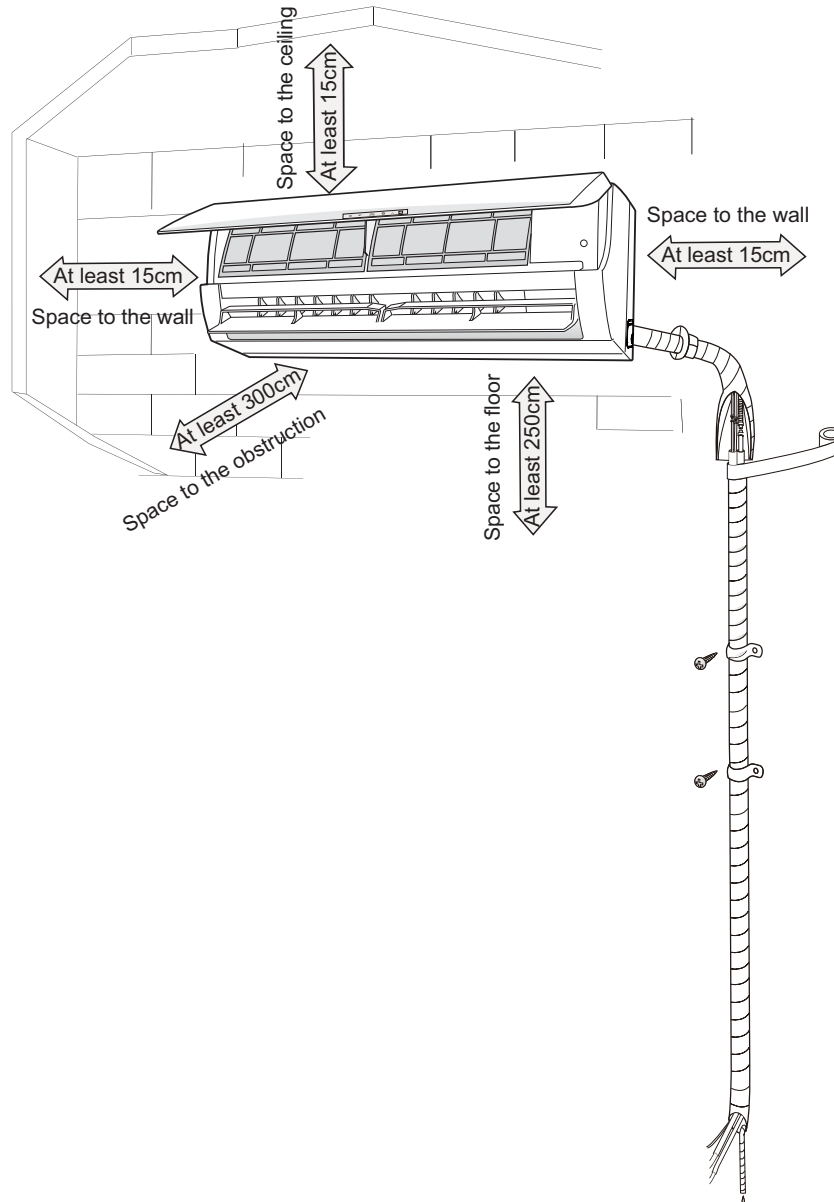 Space to the ceiling
At least 15cm
Space to the wall
At least 15cm
At least 15cm
Space to the wall
At least 300cm
Space to the obstruction
Space to the floor
At least 250cm